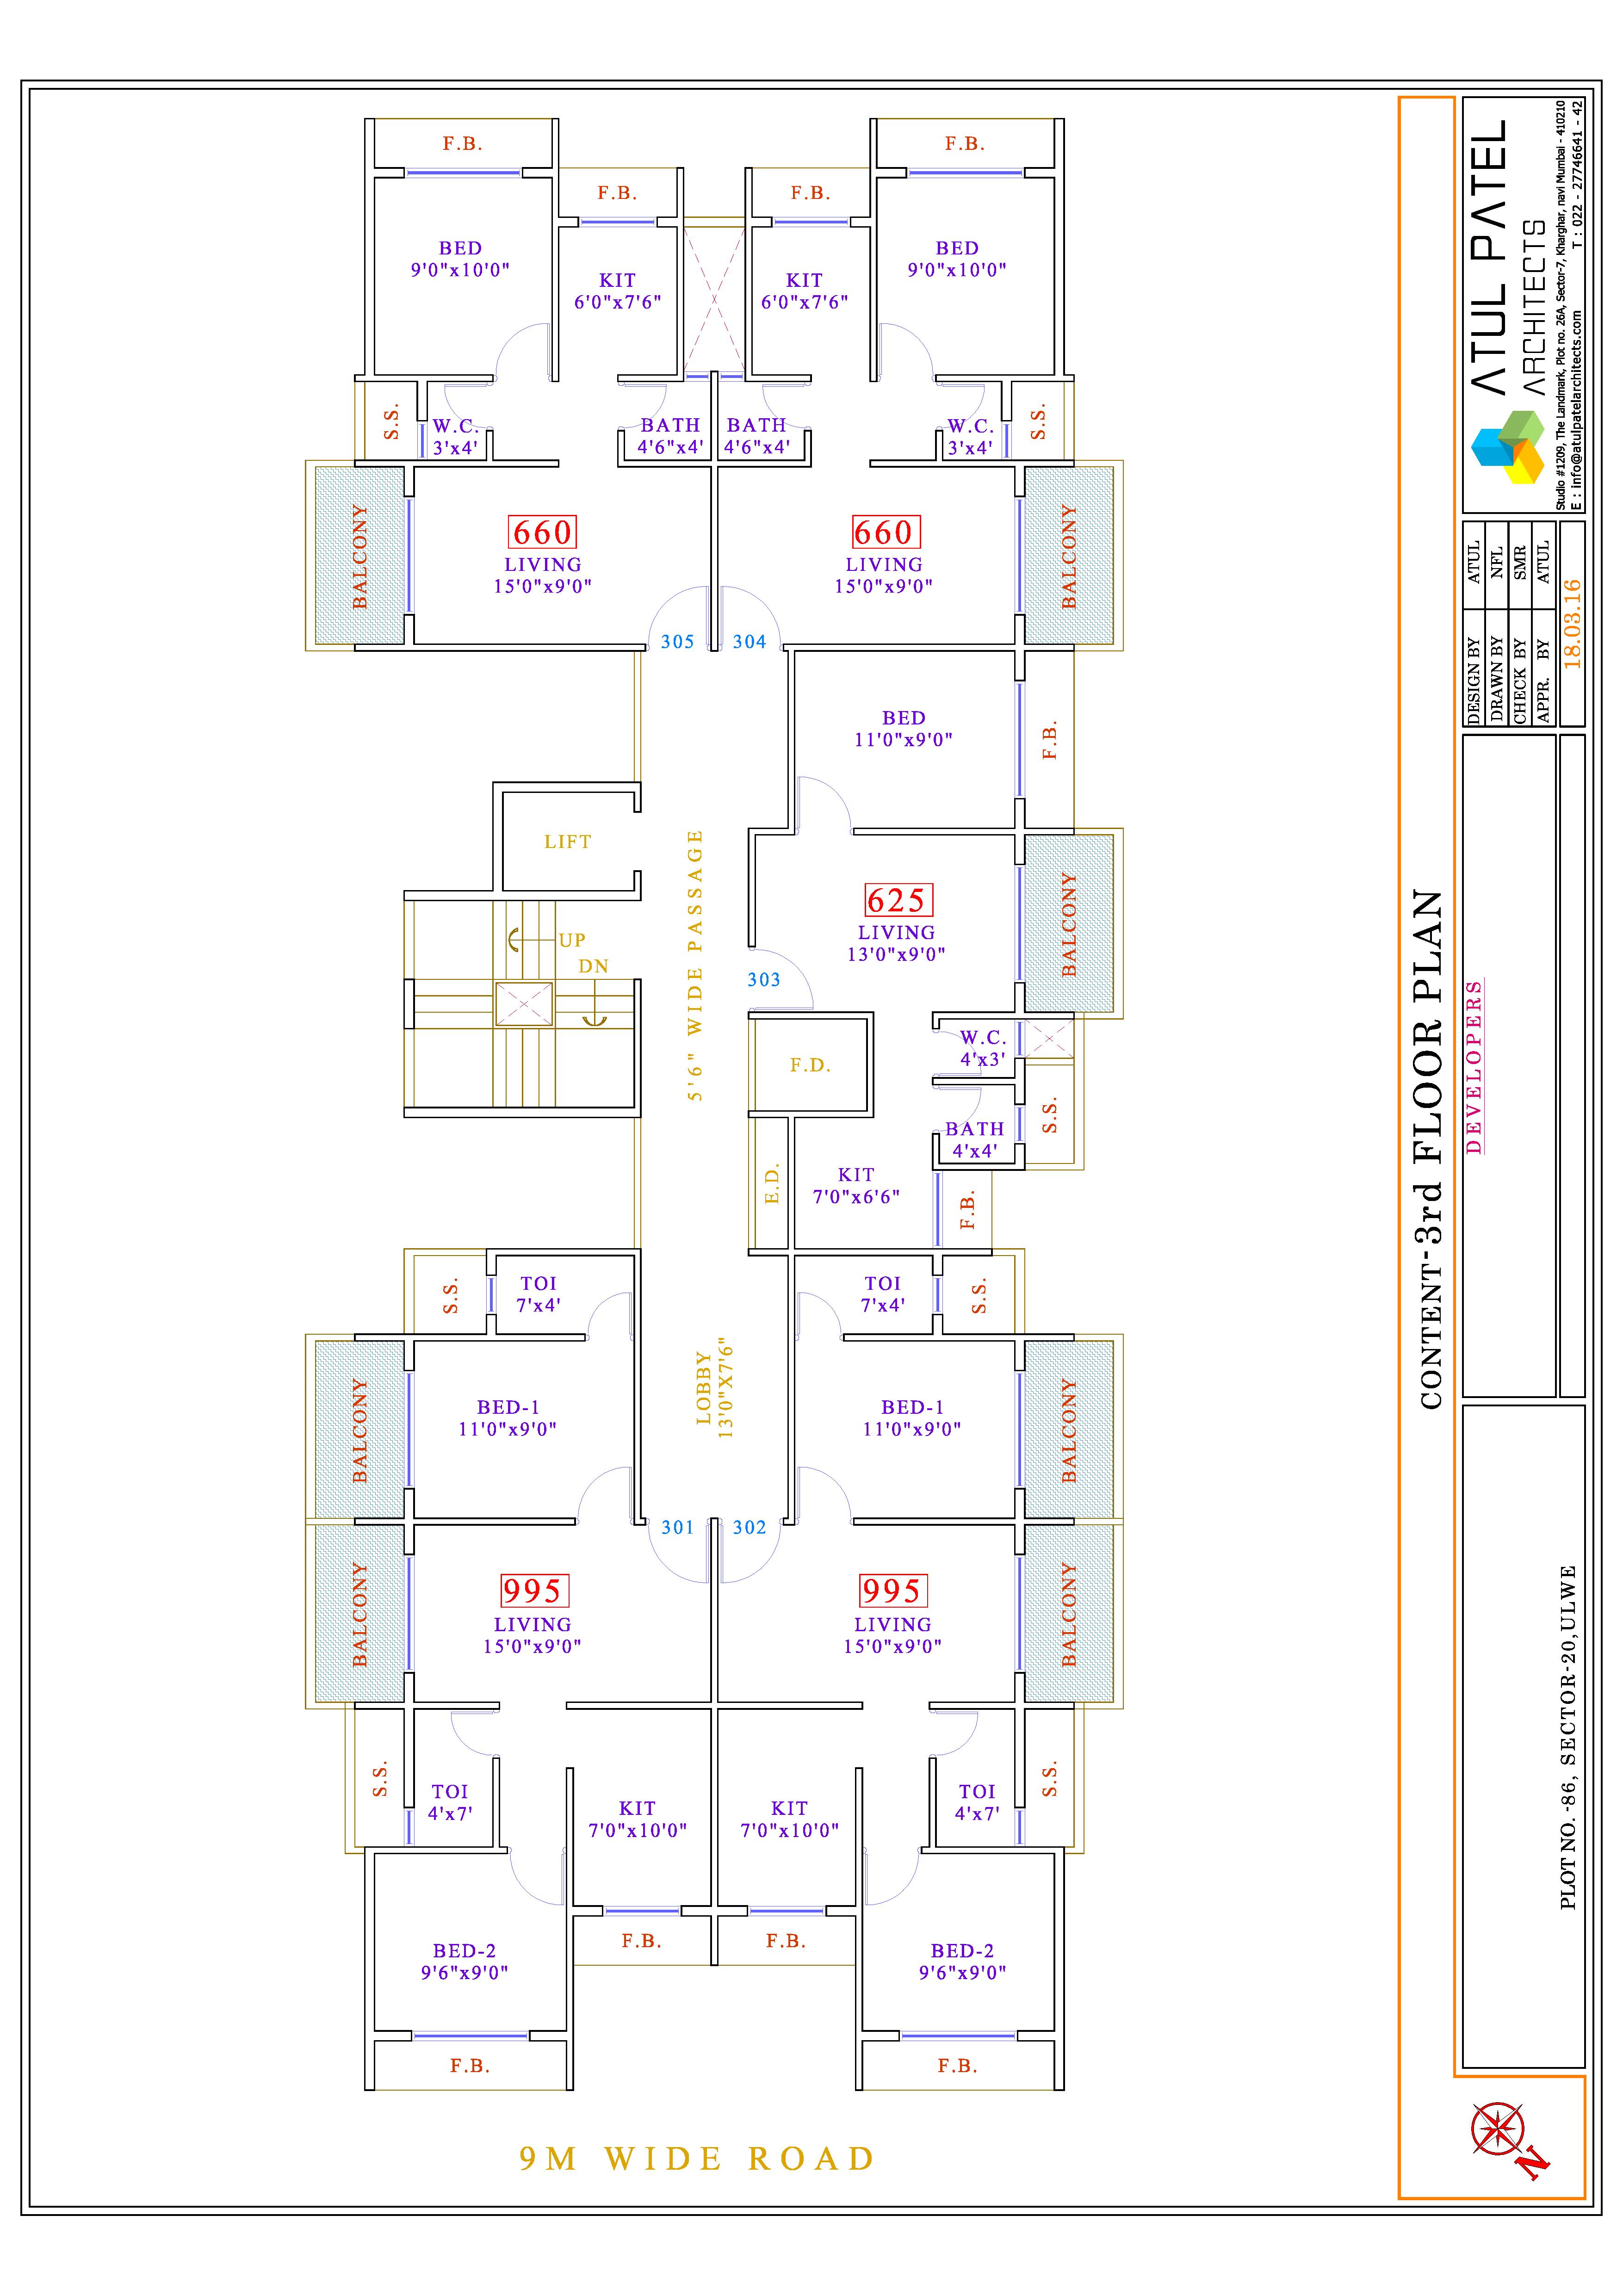 F.B.
F.B.
F.B.
F.B.
BED
9'0"x10'0"
KIT
6'0"x7'6"
KIT
6'0"x7'6"
BED
9'0"x10'0"
S.S.
W.C.
3'x4'
BATH
4'6"x4'
BATH
4'6"x4'
W.C.
3'x4'
S.S.
BALCONY
660
LIVING
15'0"x9'0"
660
LIVING
15'0"x9'0"
BALCONY
305
304
BED
11'0"x9'0"
F.B.
LIFT
5'6" WIDE PASSAGE
625
LIVING
13'0"x9'0"
BALCONY
UP
DN
303
F.D.
W.C.
4'x3'
S.S.
BATH
4'x4'
E.D.
KIT
7'0"x6'6"
F.B.
S.S.
TOI
7'x4'
TOI
7'x4'
S.S.
LOBBY
13'0"X7'6"
BALCONY
BED-1
11'0"x9'0"
BED-1
11'0"x9'0"
BALCONY
301
302
BALCONY
995
LIVING
15'0"x9'0"
995
LIVING
15'0"x9'0"
BALCONY
S.S.
TOI
4'x7'
KIT
7'0"x10'0"
KIT
7'0"x10'0"
TOI
4'x7'
S.S.
BED-2
9'6"x9'0"
F.B.
F.B.
BED-2
9'6"x9'0"
F.B.
F.B.
9M WIDE ROAD
CONTENT-3rd FLOOR PLAN
ATUL PATEL
ARCHITECTS
Studio #1209, The Landmark, Plot no. 26A, Sector-7, Kharghar, navi Mumbai - 410210
E : info@atulpatelarchitects.com T : 022 - 27746641 - 42
DESIGN BY ATUL
DRAWN BY NFL
CHECK BY SMR
APPR. BY ATUL
18.03.16
DEVELOPERS
PLOT NO. -86, SECTOR-20,ULWE
N